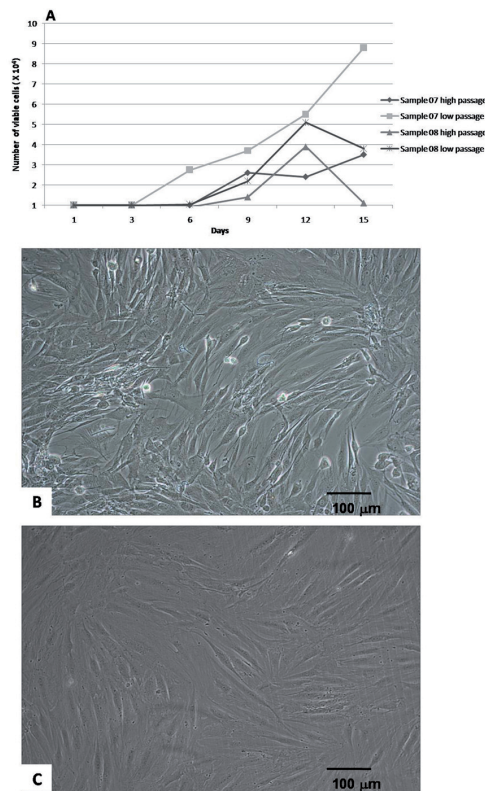 A
Number of viable cells ( X 10⁴)
10
9
8
7
6
5
4
3
2
1
1 3 6 9 12 15
Days
Sample 07 high passage
Sample 07 low passage
Sample 08 high passage
Sample 08 low passage
B
100 μm
C
100 μm